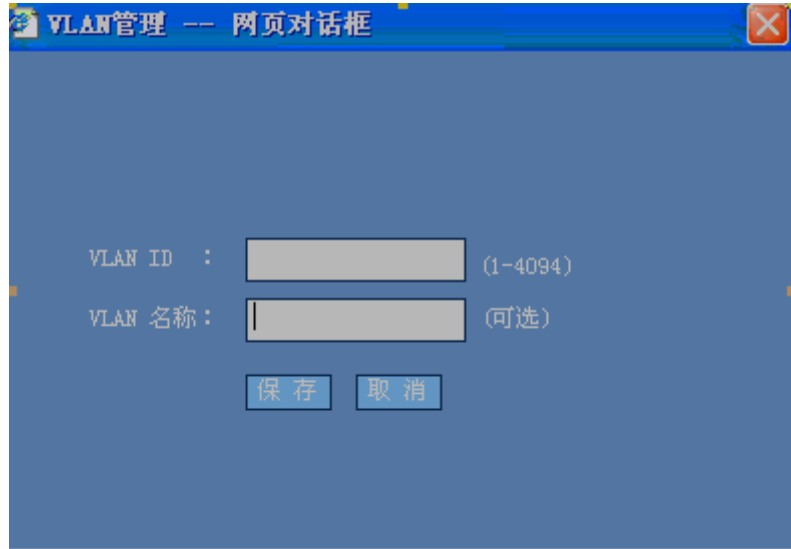 VLAN管理 -- 网页对话框
VLAN ID : (1-4094)
VLAN 名称: (可选)
保 存 取 消